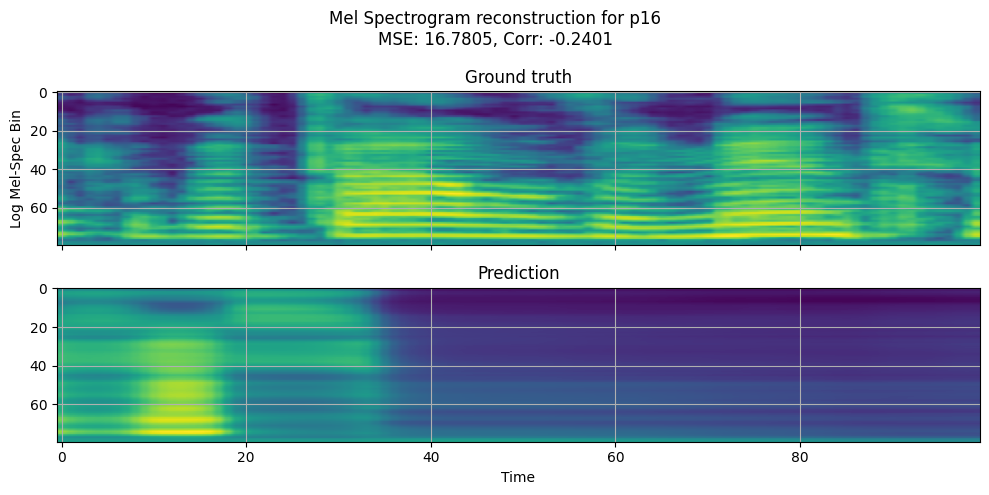 Mel Spectrogram reconstruction for p16
MSE: 16.7805, Corr: -0.2401
Ground truth
Log Mel-Spec Bin
0
20
40
60
Prediction
0
20
40
60
0 20 40 60 80
Time